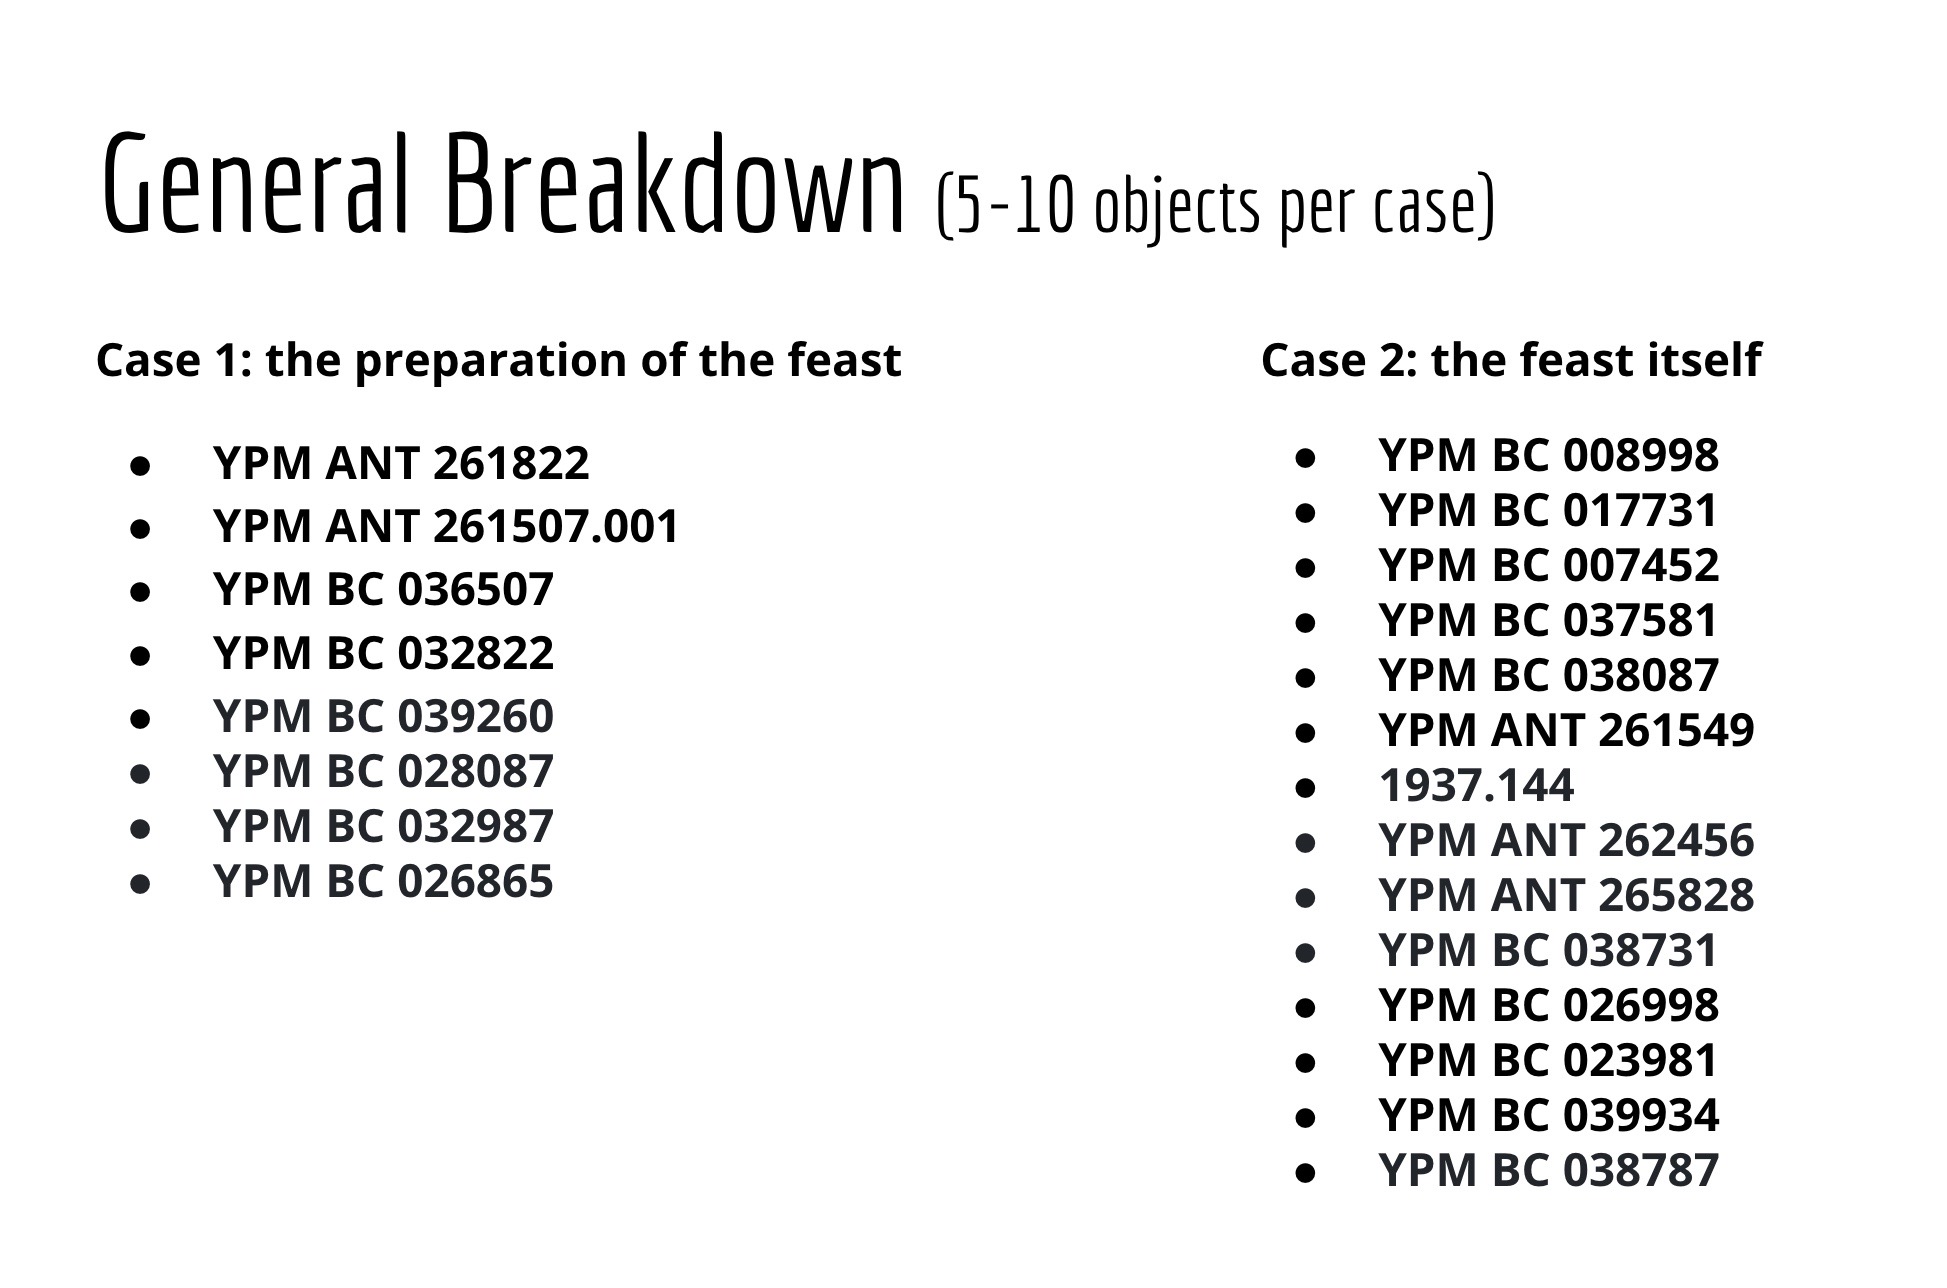 General Breakdown (5-10 objects per case)
Case 1: the preparation of the feast
● YPM ANT 261822
● YPM ANT 261507.001
● YPM BC 036507
● YPM BC 032822
● YPM BC 039260
● YPM BC 028087
● YPM BC 032987
● YPM BC 026865
Case 2: the feast itself
● YPM BC 008998
● YPM BC 017731
● YPM BC 007452
● YPM BC 037581
● YPM BC 038087
● YPM ANT 261549
● 1937.144
● YPM ANT 262456
● YPM ANT 265828
● YPM BC 038731
● YPM BC 026998
● YPM BC 023981
● YPM BC 039934
● YPM BC 038787